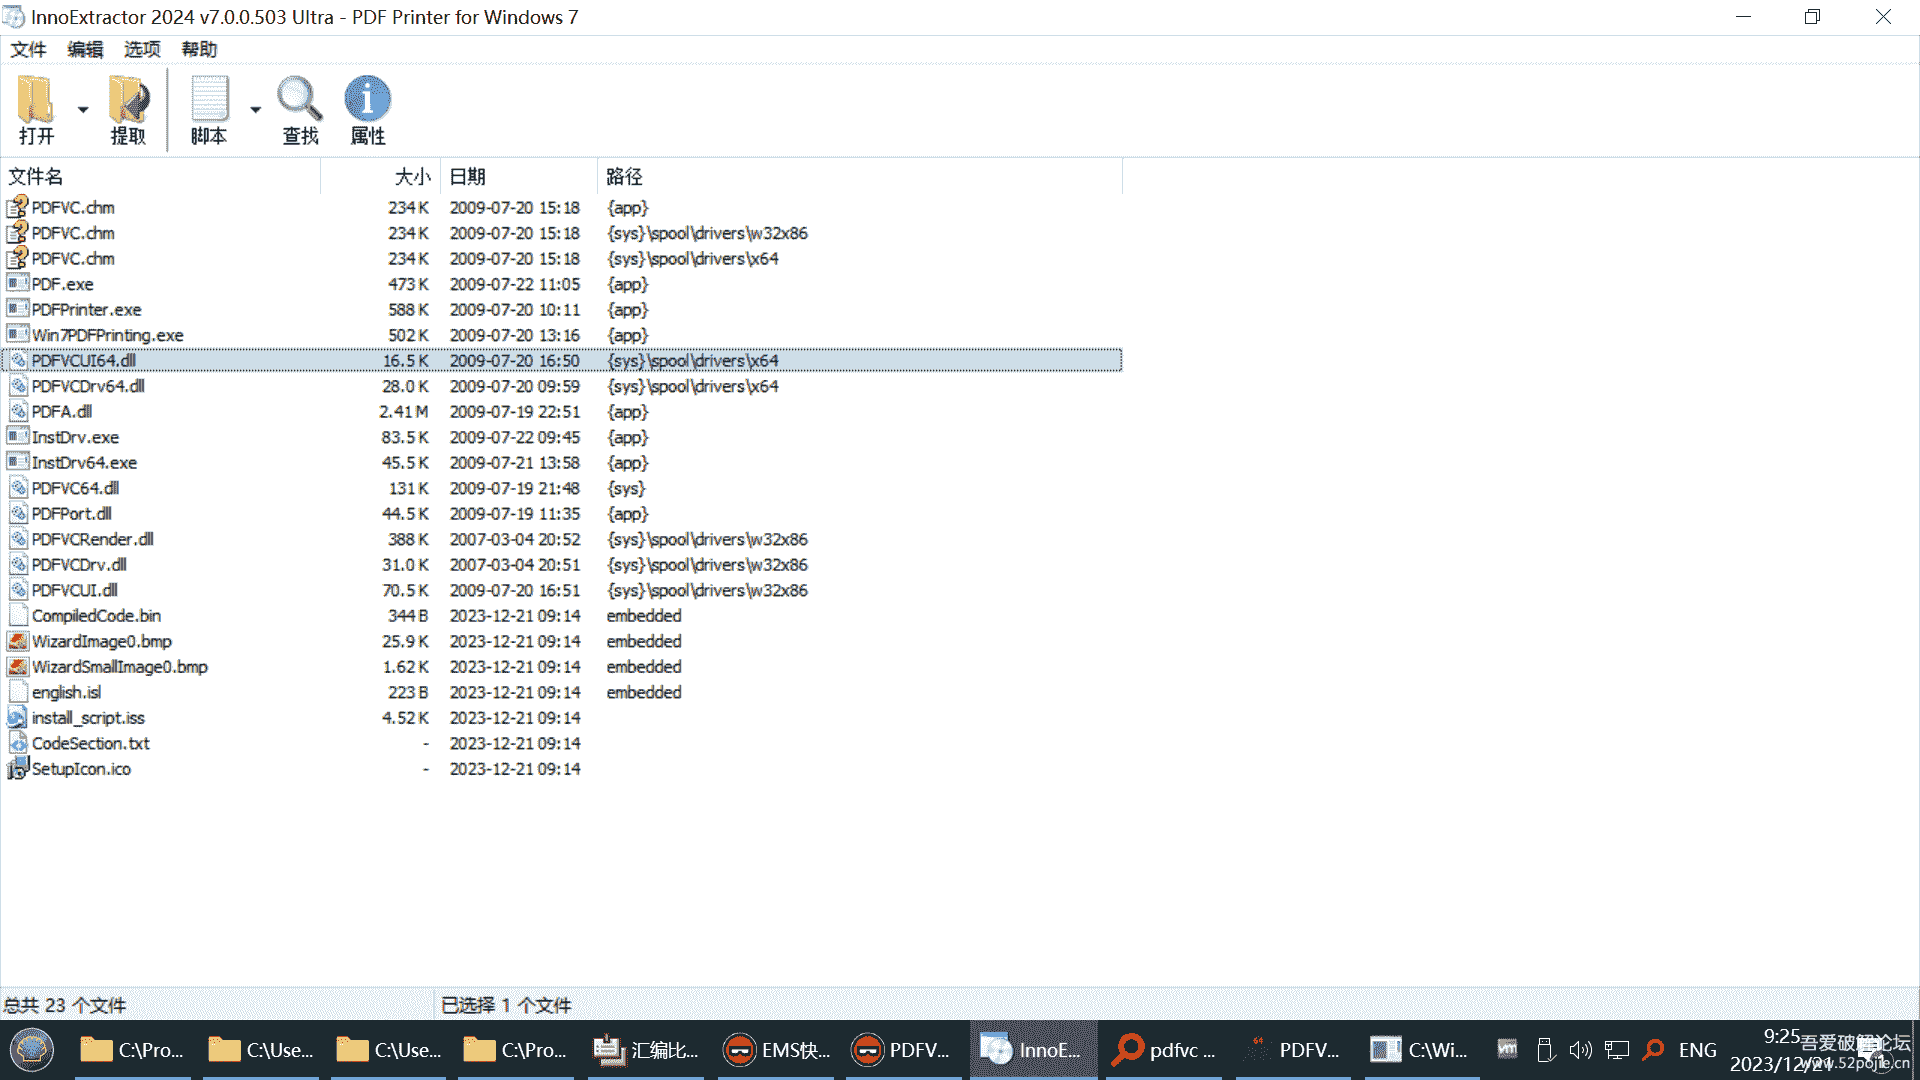 InnoExtractor 2024 v7.0.0.503 Ultra - PDF Printer for Windows 7
文件 编辑 选项 帮助
打开 提取 脚本 查找 属性
文件名 大小 日期 路径
PDFVC.chm 234 K 2009-07-20 15:18 {app}
PDFVC.chm 234 K 2009-07-20 15:18 {sys}\spool\drivers\w32x86
PDFVC.chm 234 K 2009-07-20 15:18 {sys}\spool\drivers\x64
PDF.exe 473 K 2009-07-22 11:05 {app}
PDFPrinter.exe 588 K 2009-07-20 10:11 {app}
Win7PDFPrinting.exe 502 K 2009-07-20 13:16 {app}
PDFVCUI64.dll 16.5 K 2009-07-20 16:50 {sys}\spool\drivers\x64
PDFVCDrv64.dll 28.0 K 2009-07-20 09:59 {sys}\spool\drivers\x64
PDFA.dll 2.41 M 2009-07-19 22:51 {app}
InstDrv.exe 83.5 K 2009-07-22 09:45 {app}
InstDrv64.exe 45.5 K 2009-07-21 13:58 {app}
PDFVC64.dll 131 K 2009-07-19 21:48 {sys}
PDFPort.dll 44.5 K 2009-07-19 11:35 {app}
PDFVCRender.dll 388 K 2007-03-04 20:52 {sys}\spool\drivers\w32x86
PDFVCDrv.dll 31.0 K 2007-03-04 20:51 {sys}\spool\drivers\w32x86
PDFVCUI.dll 70.5 K 2009-07-20 16:51 {sys}\spool\drivers\w32x86
CompiledCode.bin 344 B 2023-12-21 09:14 embedded
WizardImage0.bmp 25.9 K 2023-12-21 09:14 embedded
WizardSmallImage0.bmp 1.62 K 2023-12-21 09:14 embedded
english.isl 223 B 2023-12-21 09:14 embedded
install_script.iss 4.52 K 2023-12-21 09:14
CodeSection.txt - 2023-12-21 09:14
SetupIcon.ico - 2023-12-21 09:14
总共 23 个文件 已选择 1 个文件
C:\Pro... C:\Use... C:\Use... C:\Pro... 汇编比... EMS快... PDFV... InnoE... pdfvc ... PDFV... C:\Wi... vm ENG 9:25
2023/12/21
吾爱破解论坛
www.52pojie.cn